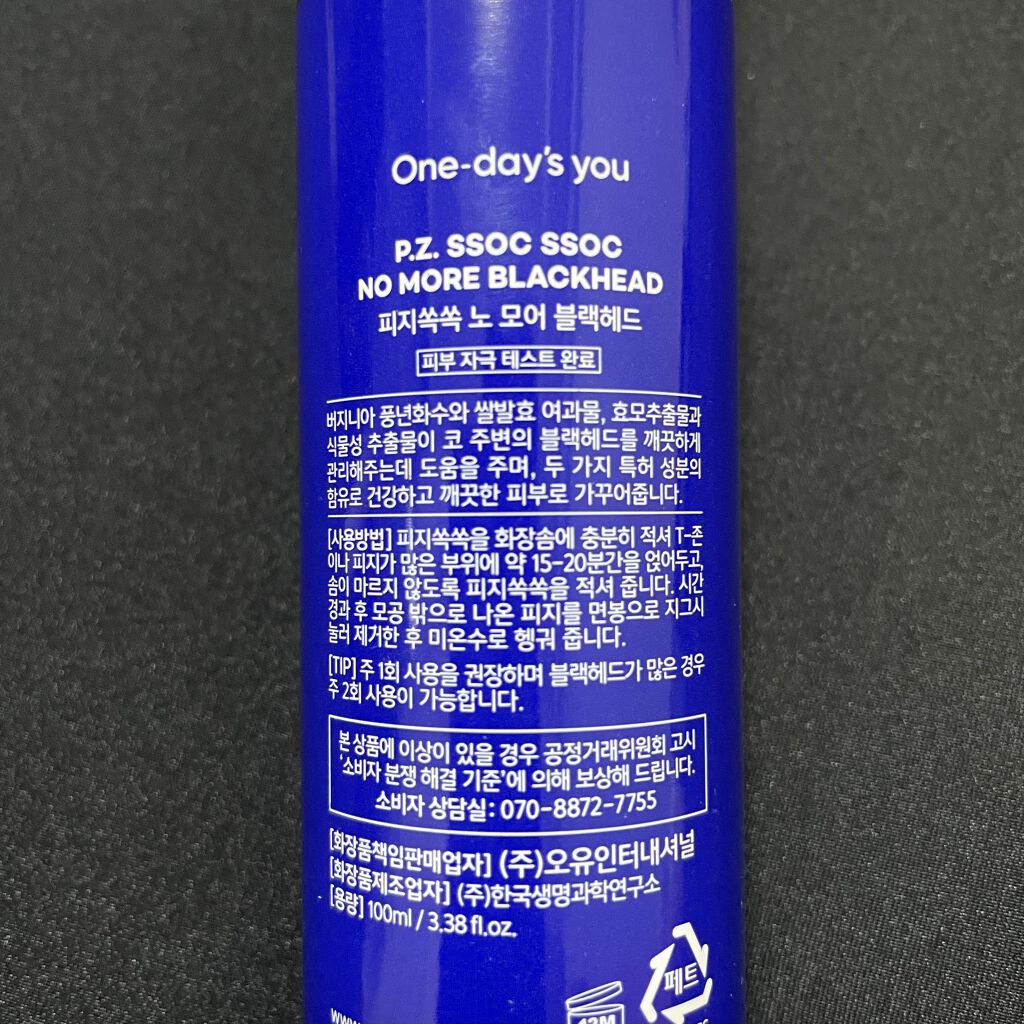 One-day's you
P.Z. SSOC SSOC
NO MORE BLACKHEAD
피지쏙쏙 노 모어 블랙헤드
피부 자극 테스트 완료
버지니아 풍년화수와 쌀발효 여과물, 효모추출물과
식물성 추출물이 코 주변의 블랙헤드를 깨끗하게
관리해주는데 도움을 주며, 두 가지 특허 성분의
함유로 건강하고 깨끗한 피부로 가꾸어줍니다.
[사용방법] 피지쏙쏙을 화장솜에 충분히 적셔 T-존
이나 피지가 많은 부위에 약 15-20분간을 얹어두고,
솜이 마르지 않도록 피지쏙쏙을 적셔 줍니다. 시간
경과 후 모공 밖으로 나온 피지를 면봉으로 지그시
눌러 제거한 후 미온수로 헹궈 줍니다.
[TIP] 주 1회 사용을 권장하며 블랙헤드가 많은 경우
주 2회 사용이 가능합니다.
본 상품에 이상이 있을 경우 공정거래위원회 고시
'소비자 분쟁 해결 기준'에 의해 보상해 드립니다.
소비자 상담실: 070-8872-7755
[화장품책임판매업자] (주)오유인터내셔널
[화장품제조업자] (주)한국생명과학연구소
[용량] 100ml / 3.38 fl.oz.
페트
12M